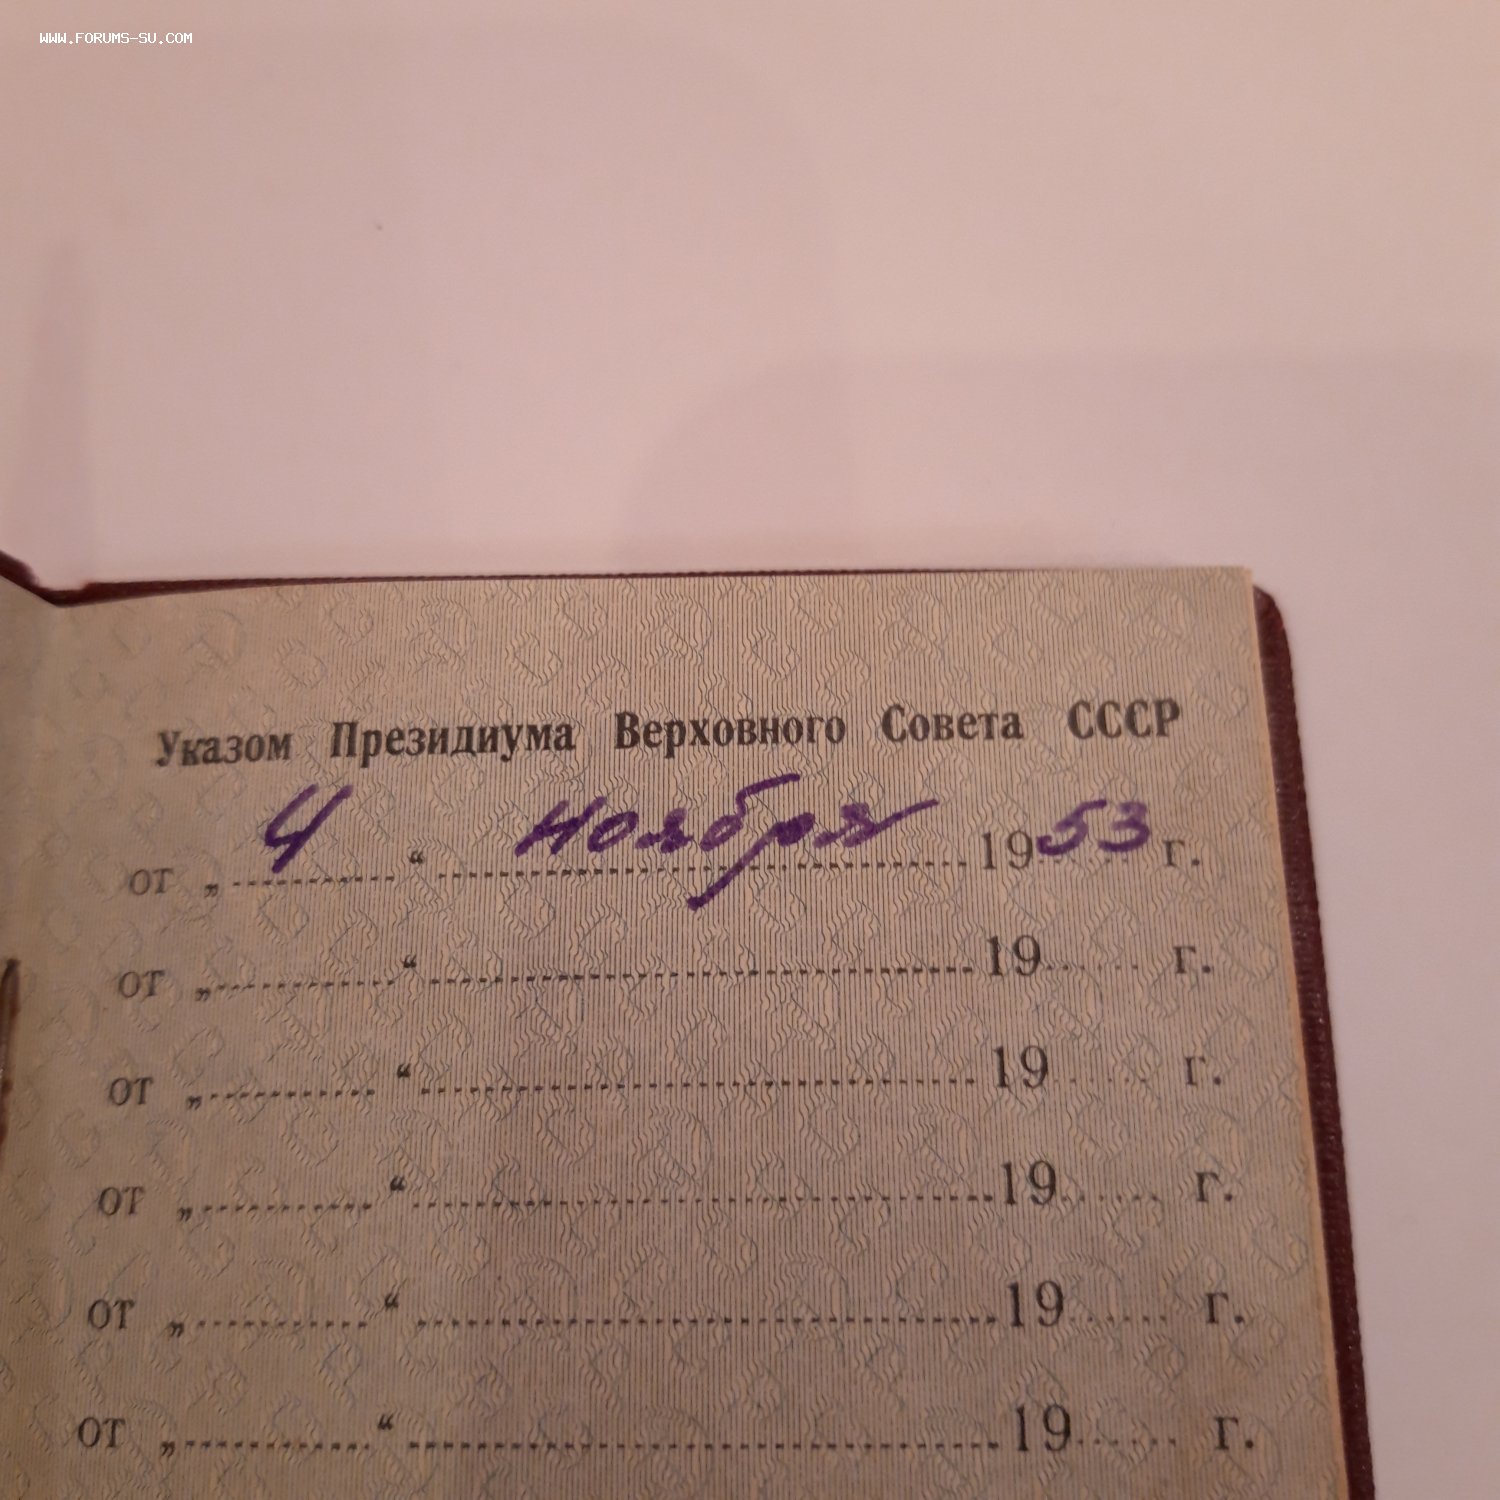 WWW.FORUMS-SU.COM
Указом Президиума Верховного Совета СССР
от „ 4 “ ноября 1953 г.
от „ “ 19 г.
от „ “ 19 г.
от „ “ 19 г.
от „ “ 19 г.
от „ “ 19 г.